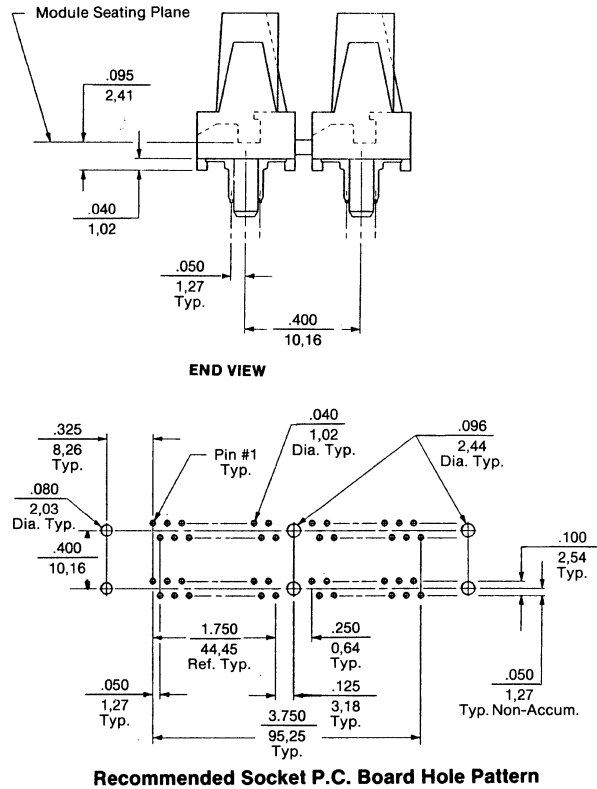 Module Seating Plane
.095
2,41
.040
1,02
.050
1,27
Typ.
.400
10,16
END VIEW
.325
8,26
Typ.
Pin #1
Typ.
.040
1,02
Dia. Typ.
.096
2,44
Dia. Typ.
.080
2,03
Dia. Typ.
.400
10,16
.100
2,54
Typ.
1.750
44,45
Ref. Typ.
.250
0,64
Typ.
.050
1,27
Typ.
.125
3,18
Typ.
.050
1,27
Typ. Non-Accum.
3.750
95,25
Typ.
Recommended Socket P.C. Board Hole Pattern